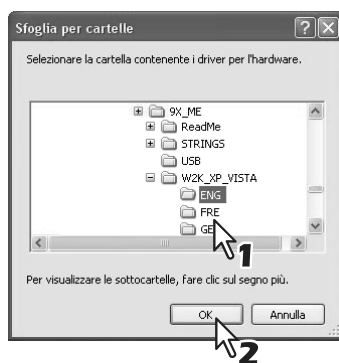 Sfoglia per cartelle
Selezionare la cartella contenente i driver per l'hardware.
9X_ME
ReadMe
STRINGS
USB
W2K_XP_VISTA
ENG
FRE
GE
1
Per visualizzare le sottocartelle, fare clic sul segno più.
OK
Annulla
2